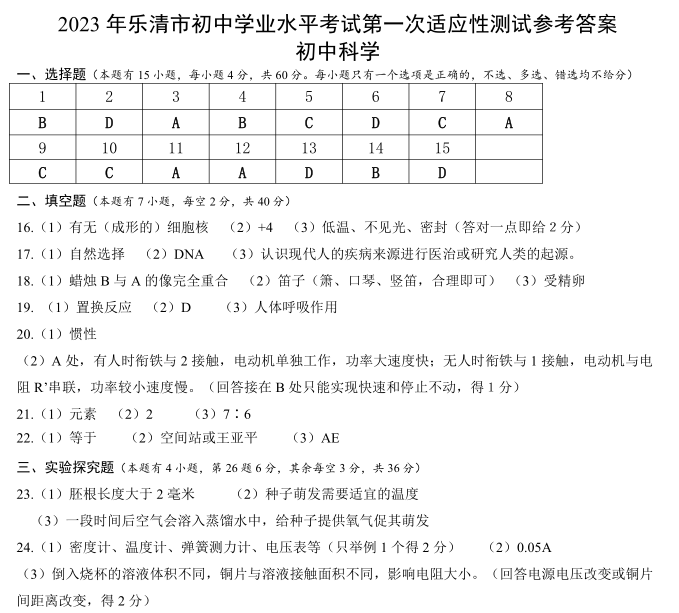 2023 年乐清市初中学业水平考试第一次适应性测试参考答案
初中科学
一、选择题（本题有 15 小题，每小题 4 分，共 60 分。每小题只有一个选项是正确的，不选、多选、错选均不给分）
1 2 3 4 5 6 7 8
B D A B C D C A
9 10 11 12 13 14 15
C C A A D B D
二、填空题（本题有 7 小题，每空 2 分，共 40 分）
16.（1）有无（成形的）细胞核 （2）+4 （3）低温、不见光、密封（答对一点即给 2 分）
17.（1）自然选择 （2）DNA （3）认识现代人的疾病来源进行医治或研究人类的起源。
18.（1）蜡烛 B 与 A 的像完全重合 （2）笛子（箫、口琴、竖笛，合理即可） （3）受精卵
19. （1）置换反应 （2）D （3）人体呼吸作用
20.（1）惯性
（2）A 处，有人时衔铁与 2 接触，电动机单独工作，功率大速度快；无人时衔铁与 1 接触，电动机与电
阻 R’串联，功率较小速度慢。（回答接在 B 处只能实现快速和停止不动，得 1 分）
21.（1）元素 （2）2 （3）7∶6
22.（1）等于 （2）空间站或王亚平 （3）AE
三、实验探究题（本题有 4 小题，第 26 题 6 分，其余每空 3 分，共 36 分）
23.（1）胚根长度大于 2 毫米 （2）种子萌发需要适宜的温度
（3）一段时间后空气会溶入蒸馏水中，给种子提供氧气促其萌发
24.（1）密度计、温度计、弹簧测力计、电压表等（只举例 1 个得 2 分） （2）0.05A
（3）倒入烧杯的溶液体积不同，铜片与溶液接触面积不同，影响电阻大小。（回答电源电压改变或铜片
间距离改变，得 2 分）